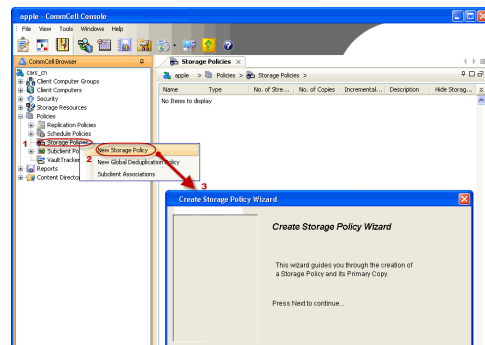 apple - CommCell Console
File View Tools Windows Help
CommCell Browser
cars_cn
Client Computer Groups
Client Computers
Security
Storage Resources
Policies
Replication Policies
Schedule Policies
1 Storage Policies
Subclient Po
VaultTracker
Reports
Content Director
2
New Storage Policy
New Global Deduplication Policy
Subclient Associations
3
Storage Policies
apple > Policies > Storage Policies >
Name Type No. of Stre... No. of Copies Incremental... Description Hide Storag...
No Items to display
Create Storage Policy Wizard
Create Storage Policy Wizard
This wizard guides you through the creation of
a Storage Policy and its Primary Copy.
Press Next to continue...